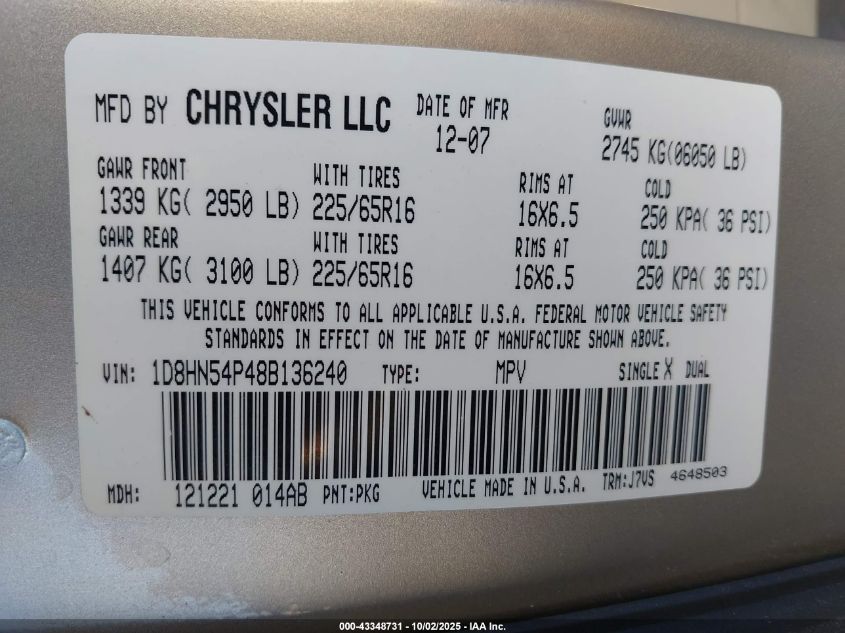 MFD BY CHRYSLER LLC DATE OF MFR 12-07 GVWR 2745 KG(06050 LB)
GAWR FRONT WITH TIRES RIMS AT COLD
1339 KG( 2950 LB) 225/65R16 16X6.5 250 KPA( 36 PSI)
GAWR REAR WITH TIRES RIMS AT COLD
1407 KG( 3100 LB) 225/65R16 16X6.5 250 KPA( 36 PSI)
THIS VEHICLE CONFORMS TO ALL APPLICABLE U.S.A. FEDERAL MOTOR VEHICLE SAFETY
STANDARDS IN EFFECT ON THE DATE OF MANUFACTURE SHOWN ABOVE.
VIN: 1D8HN54P48B136240 TYPE: MPV SINGLE X DUAL
MDH: 121221 014AB PNT:PKG VEHICLE MADE IN U.S.A. TRM:J7VS 4648503
000-43348731 - 10/02/2025 - IAA Inc.